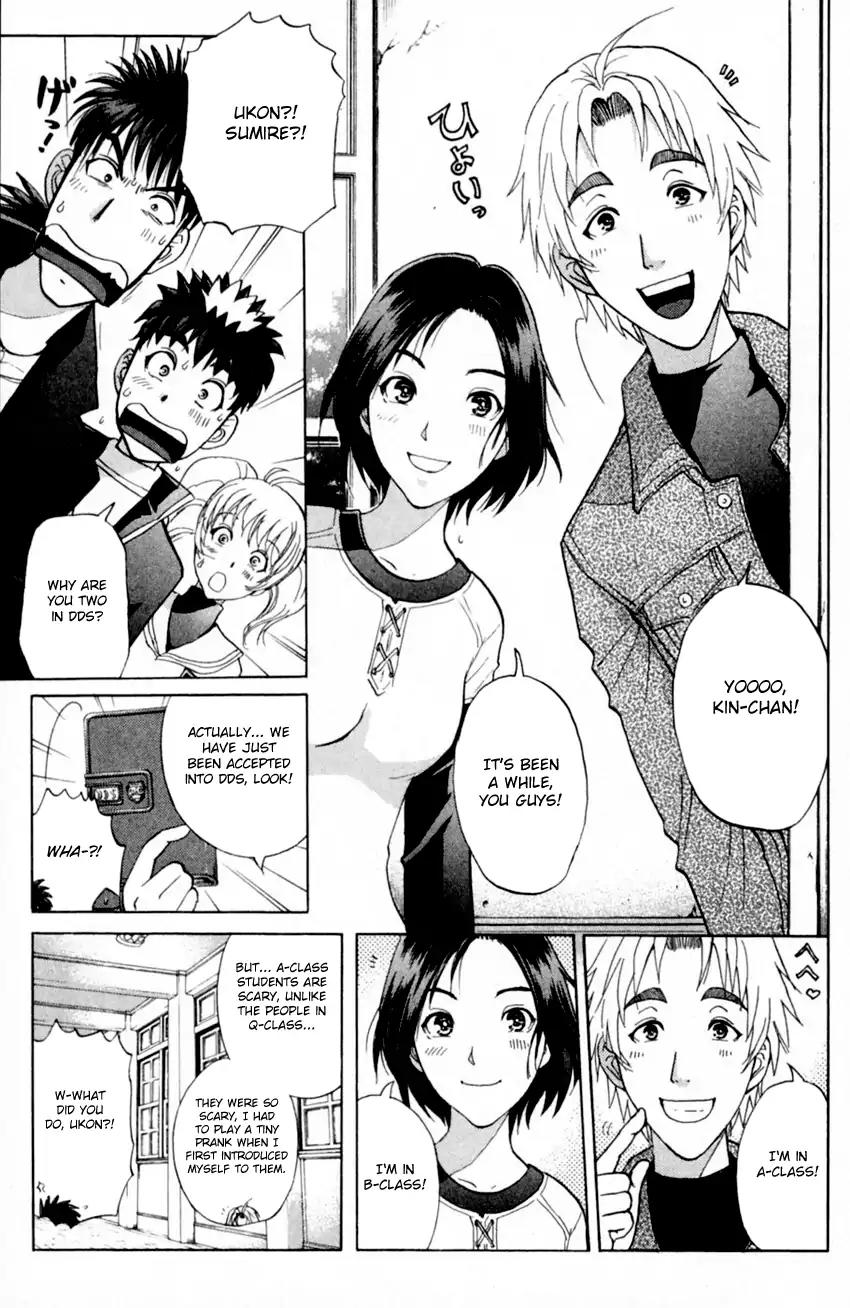 ひょいっ
YOOOO,
KIN-CHAN!
IT'S BEEN
A WHILE,
YOU GUYS!
UKON?!
SUMIRE?!
げっ!
WHY ARE
YOU TWO
IN DDS?
ACTUALLY... WE
HAVE JUST
BEEN ACCEPTED
INTO DDS, LOOK!
DDS
WHA-?!
へへ♡
I'M IN
A-CLASS!
I'M IN
B-CLASS!
BUT... A-CLASS
STUDENTS ARE
SCARY, UNLIKE
THE PEOPLE IN
Q-CLASS...
THEY WERE SO
SCARY, I HAD
TO PLAY A TINY
PRANK WHEN I
FIRST INTRODUCED
MYSELF TO THEM.
W-WHAT
DID YOU
DO, UKON?!